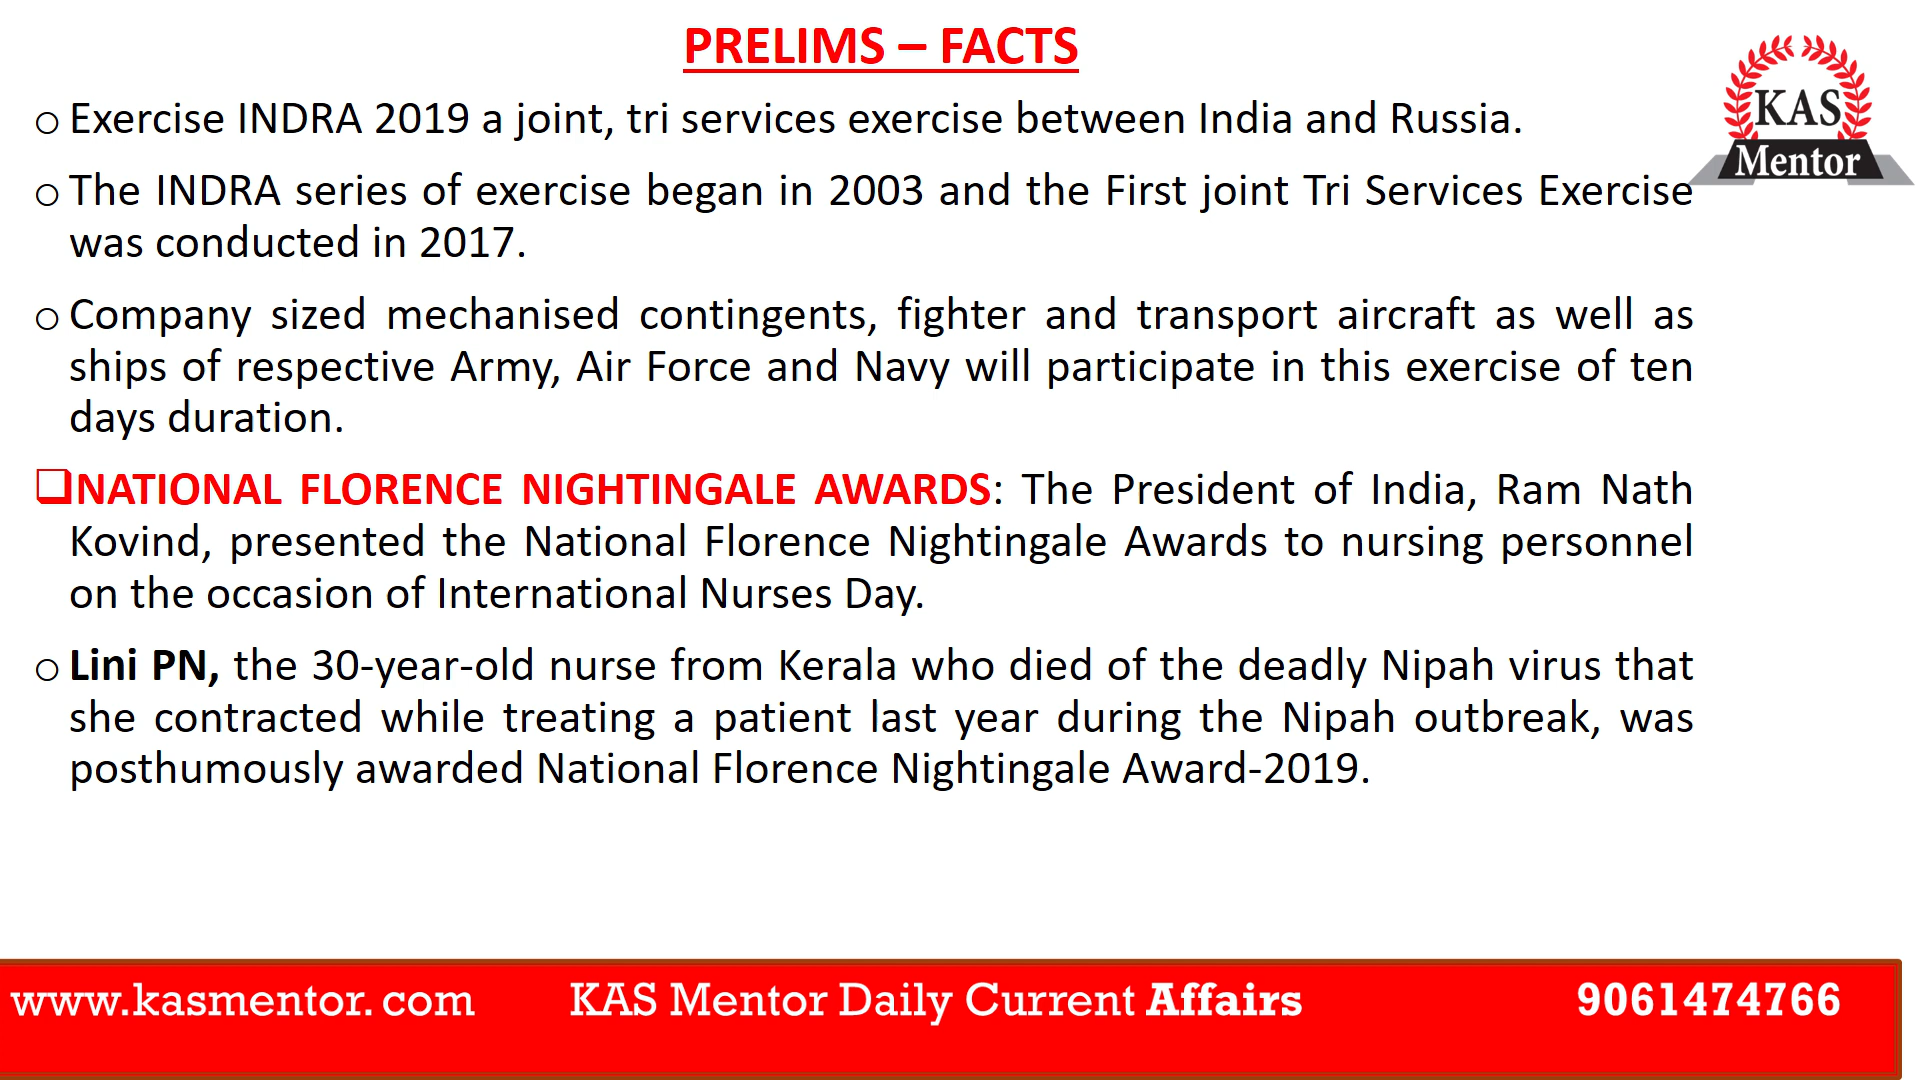 PRELIMS – FACTS
KAS
Mentor
o Exercise INDRA 2019 a joint, tri services exercise between India and Russia.
o The INDRA series of exercise began in 2003 and the First joint Tri Services Exercise
was conducted in 2017.
o Company sized mechanised contingents, fighter and transport aircraft as well as
ships of respective Army, Air Force and Navy will participate in this exercise of ten
days duration.
❑NATIONAL FLORENCE NIGHTINGALE AWARDS: The President of India, Ram Nath
Kovind, presented the National Florence Nightingale Awards to nursing personnel
on the occasion of International Nurses Day.
o Lini PN, the 30-year-old nurse from Kerala who died of the deadly Nipah virus that
she contracted while treating a patient last year during the Nipah outbreak, was
posthumously awarded National Florence Nightingale Award-2019.
www.kasmentor. com KAS Mentor Daily Current Affairs 9061474766